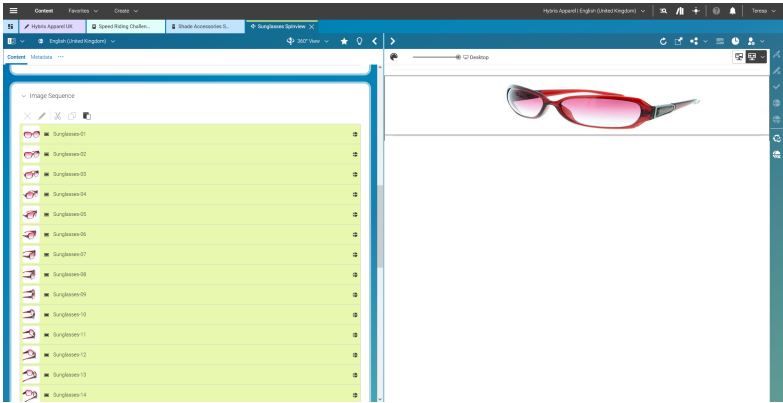 Content Favorites Create Hybris Apparel | English (United Kingdom) Teresa
Hybris Apparel UK Speed Riding Challen... Shade Accessories S... Sunglasses Spinview
English (United Kingdom) 360° View
Content Metadata ... Desktop
Image Sequence
Sunglasses-01
Sunglasses-02
Sunglasses-03
Sunglasses-04
Sunglasses-05
Sunglasses-06
Sunglasses-07
Sunglasses-08
Sunglasses-09
Sunglasses-10
Sunglasses-11
Sunglasses-12
Sunglasses-13
Sunglasses-14